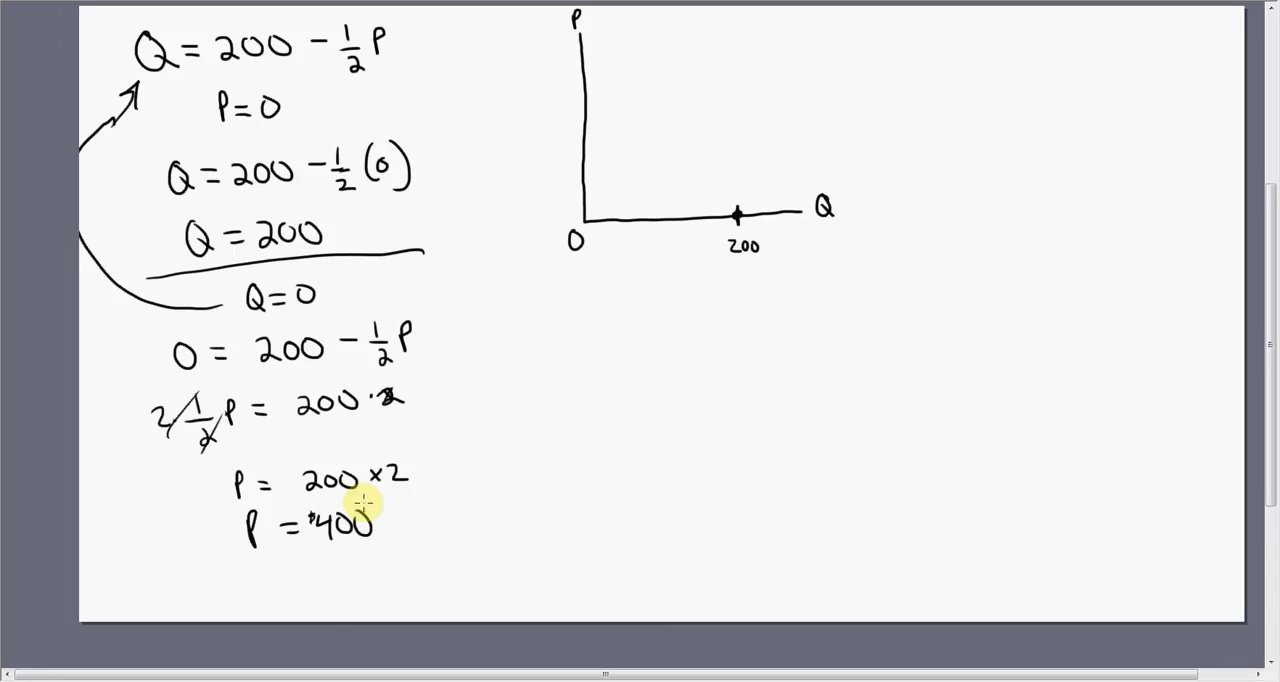 Q = 200 - 1/2 P
P = 0
Q = 200 - 1/2 (0)
Q = 200
Q = 0
0 = 200 - 1/2 P
2 1/2 P = 200 · 2
P = 200 × 2
P = $400
P
Q
0
200